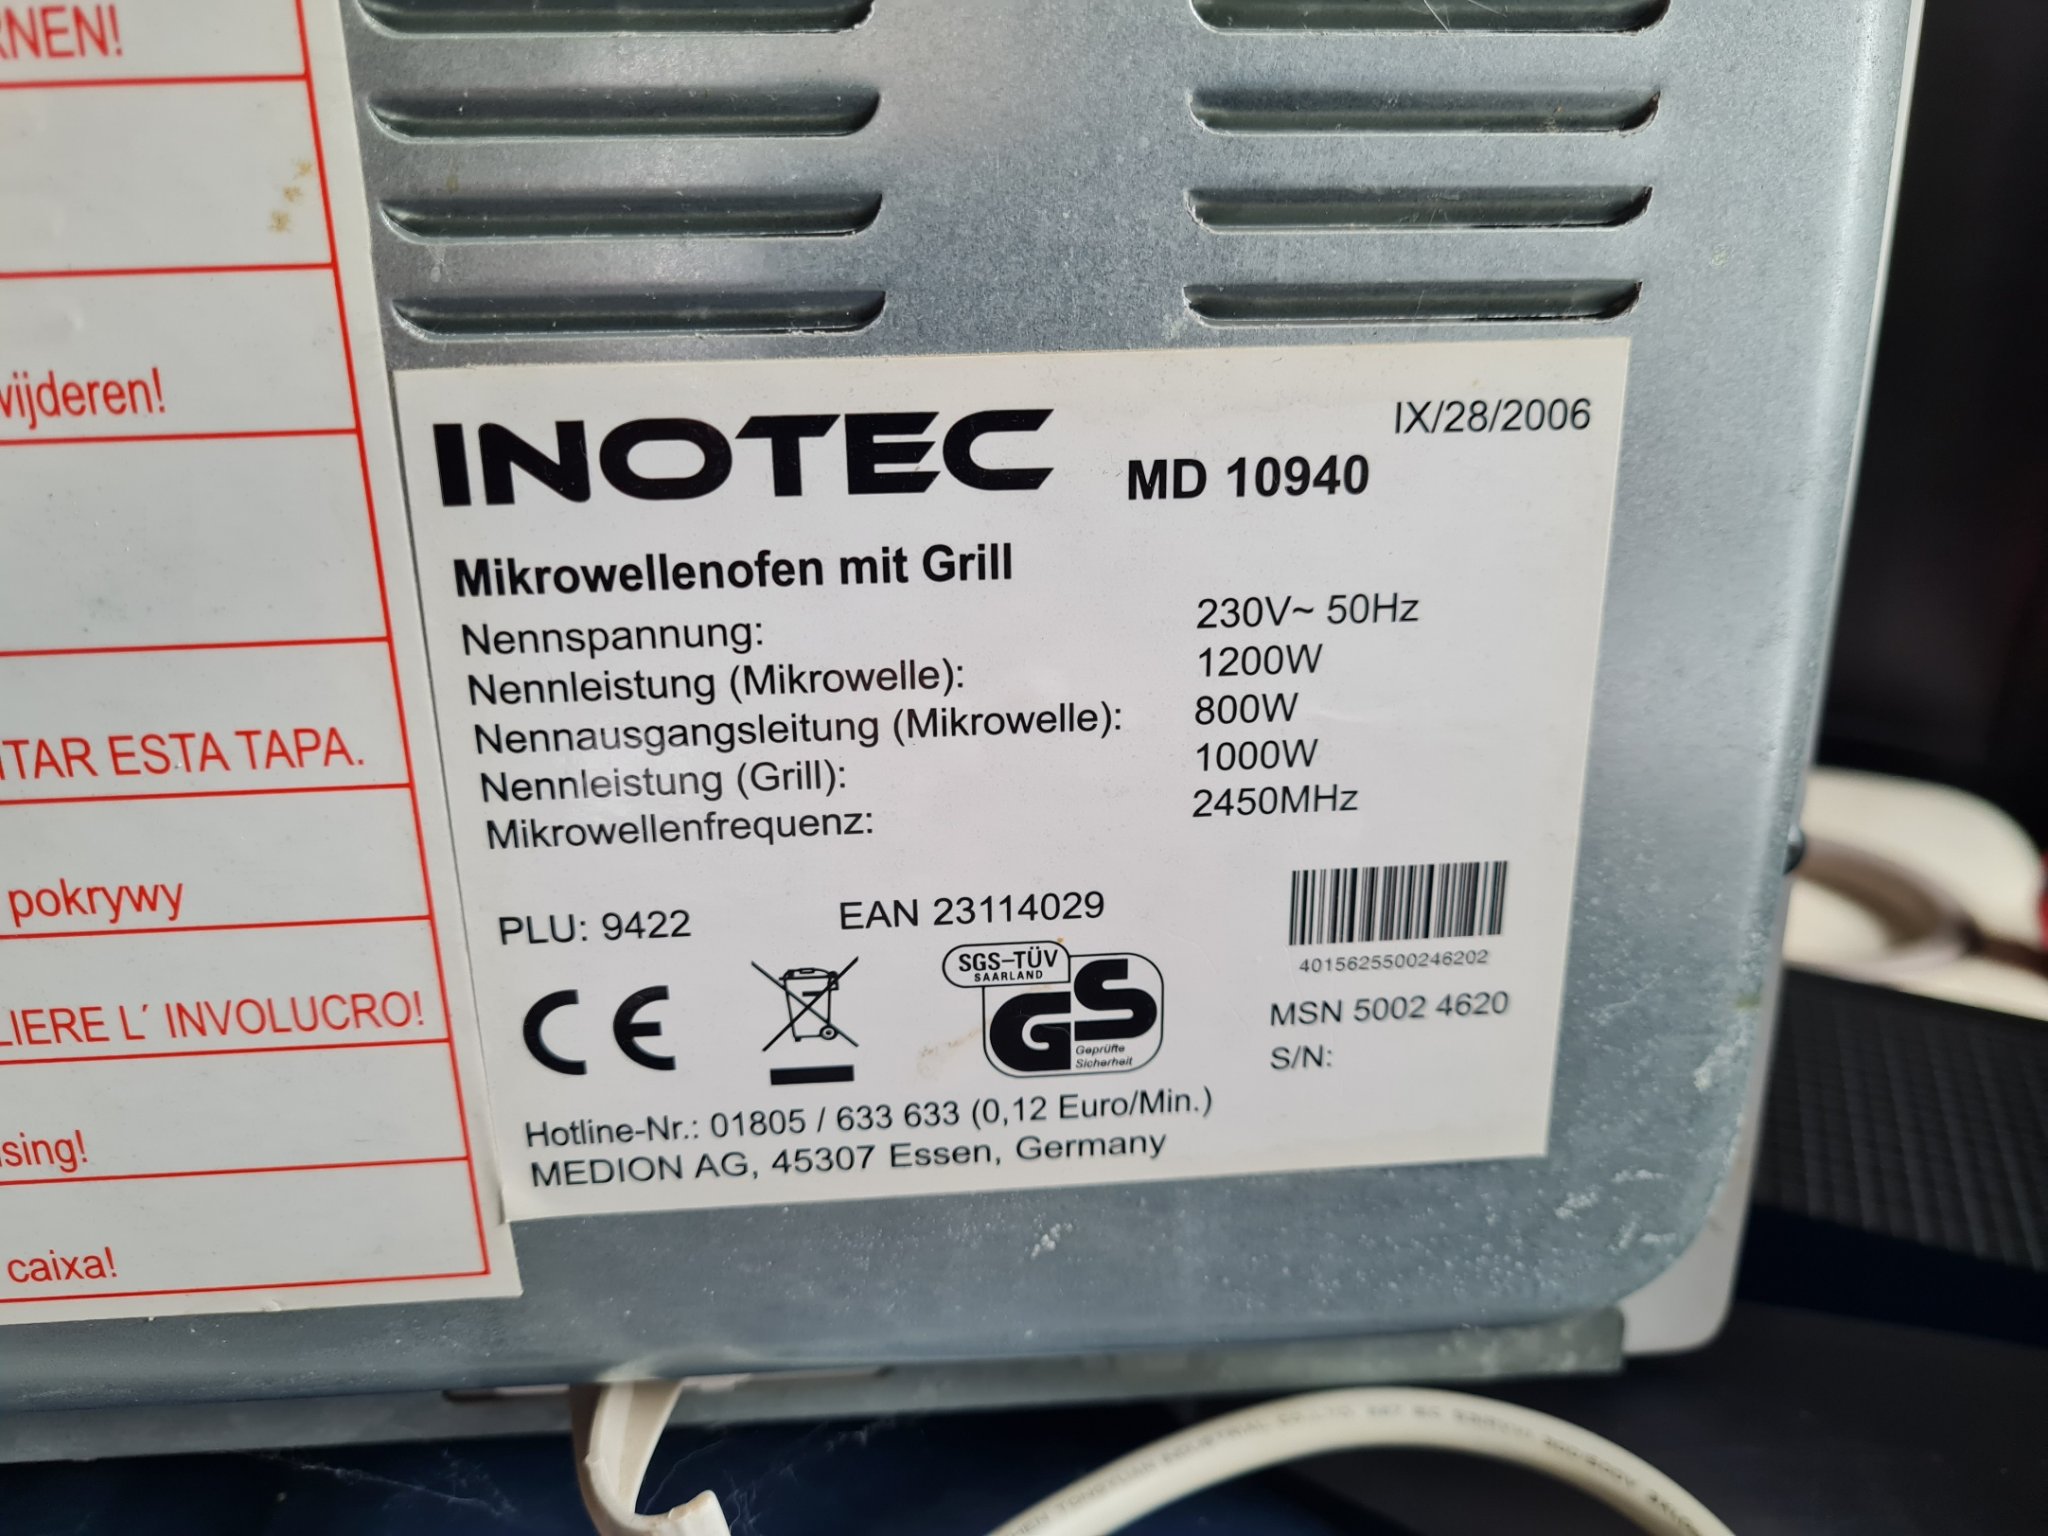 RNEN!
wijderen!
ITAR ESTA TAPA.
pokrywy
LIERE L´ INVOLUCRO!
sing!
caixa!
INOTEC
MD 10940
IX/28/2006
Mikrowellenofen mit Grill
Nennspannung: 230V~ 50Hz
Nennleistung (Mikrowelle): 1200W
Nennausgangsleitung (Mikrowelle): 800W
Nennleistung (Grill): 1000W
Mikrowellenfrequenz: 2450MHz
PLU: 9422
EAN 23114029
4015625500246202
CE
SGS-TÜV
SAARLAND
GS
Geprüfte
Sicherheit
MSN 5002 4620
S/N:
Hotline-Nr.: 01805 / 633 633 (0,12 Euro/Min.)
MEDION AG, 45307 Essen, Germany